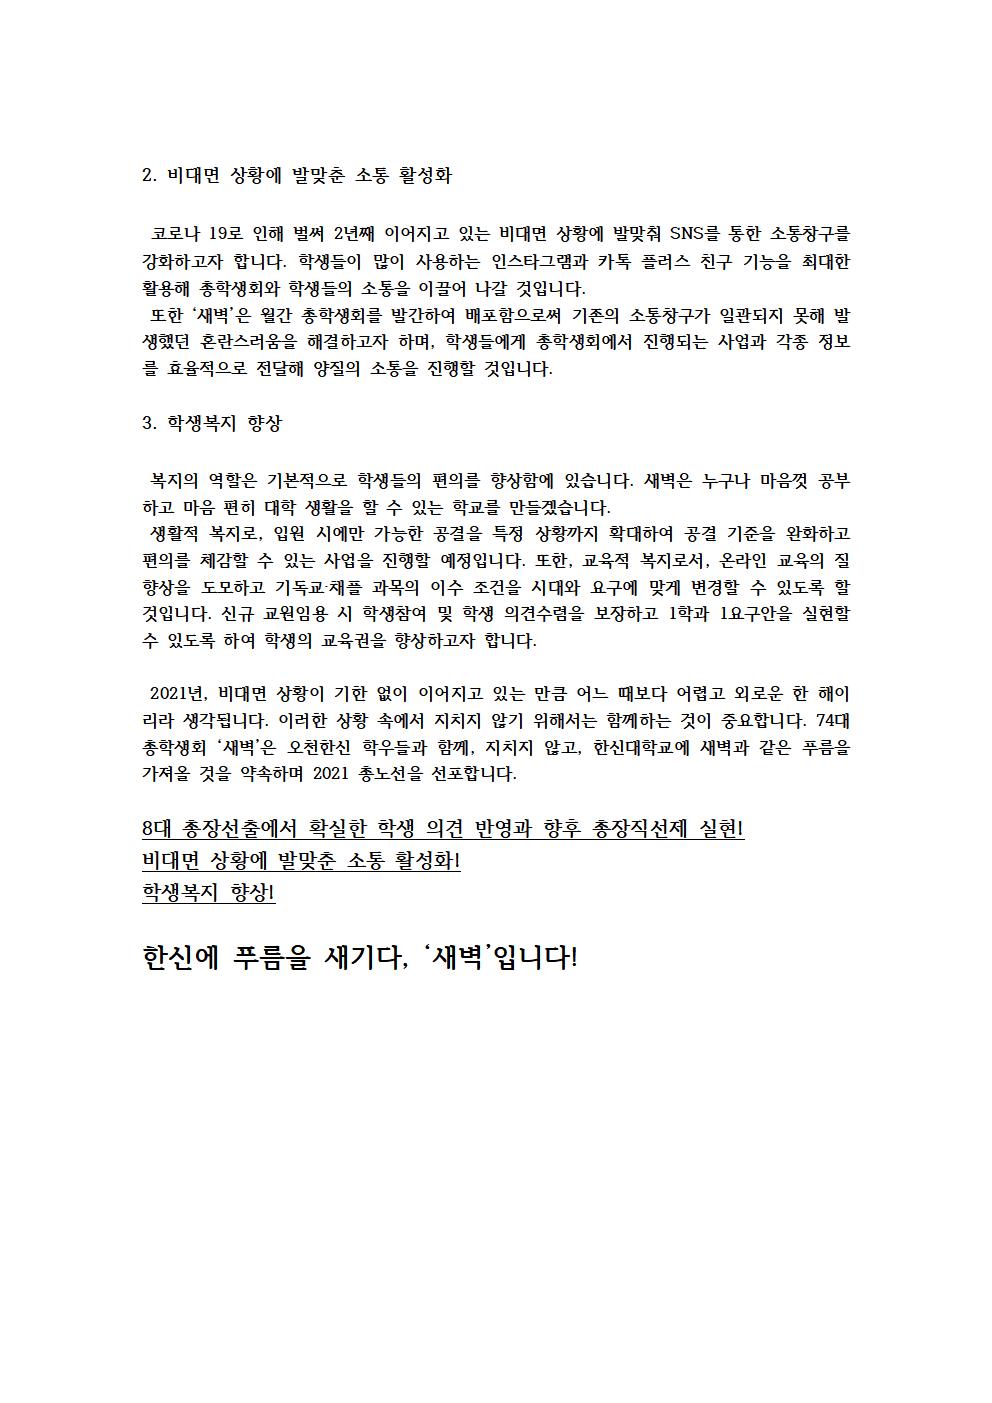 2. 비대면 상황에 발맞춘 소통 활성화
코로나 19로 인해 벌써 2년째 이어지고 있는 비대면 상황에 발맞춰 SNS를 통한 소통창구를
강화하고자 합니다. 학생들이 많이 사용하는 인스타그램과 카톡 플러스 친구 기능을 최대한
활용해 총학생회와 학생들의 소통을 이끌어 나갈 것입니다.
또한 ‘새벽’은 월간 총학생회를 발간하여 배포함으로써 기존의 소통창구가 일관되지 못해 발
생했던 혼란스러움을 해결하고자 하며, 학생들에게 총학생회에서 진행되는 사업과 각종 정보
를 효율적으로 전달해 양질의 소통을 진행할 것입니다.
3. 학생복지 향상
복지의 역할은 기본적으로 학생들의 편의를 향상함에 있습니다. 새벽은 누구나 마음껏 공부
하고 마음 편히 대학 생활을 할 수 있는 학교를 만들겠습니다.
생활적 복지로, 입원 시에만 가능한 공결을 특정 상황까지 확대하여 공결 기준을 완화하고
편의를 체감할 수 있는 사업을 진행할 예정입니다. 또한, 교육적 복지로서, 온라인 교육의 질
향상을 도모하고 기독교·채플 과목의 이수 조건을 시대와 요구에 맞게 변경할 수 있도록 할
것입니다. 신규 교원임용 시 학생참여 및 학생 의견수렴을 보장하고 1학과 1요구안을 실현할
수 있도록 하여 학생의 교육권을 향상하고자 합니다.
2021년, 비대면 상황이 기한 없이 이어지고 있는 만큼 어느 때보다 어렵고 외로운 한 해이
리라 생각됩니다. 이러한 상황 속에서 지치지 않기 위해서는 함께하는 것이 중요합니다. 74대
총학생회 ‘새벽’은 오천한신 학우들과 함께, 지치지 않고, 한신대학교에 새벽과 같은 푸름을
가져올 것을 약속하며 2021 총노선을 선포합니다.
8대 총장선출에서 확실한 학생 의견 반영과 향후 총장직선제 실현!
비대면 상황에 발맞춘 소통 활성화!
학생복지 향상!
한신에 푸름을 새기다, ‘새벽’입니다!